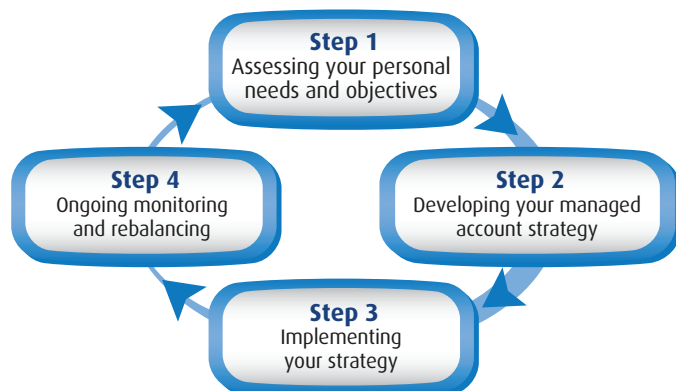 Step 1
Assessing your personal
needs and objectives
Step 2
Developing your managed
account strategy
Step 3
Implementing
your strategy
Step 4
Ongoing monitoring
and rebalancing